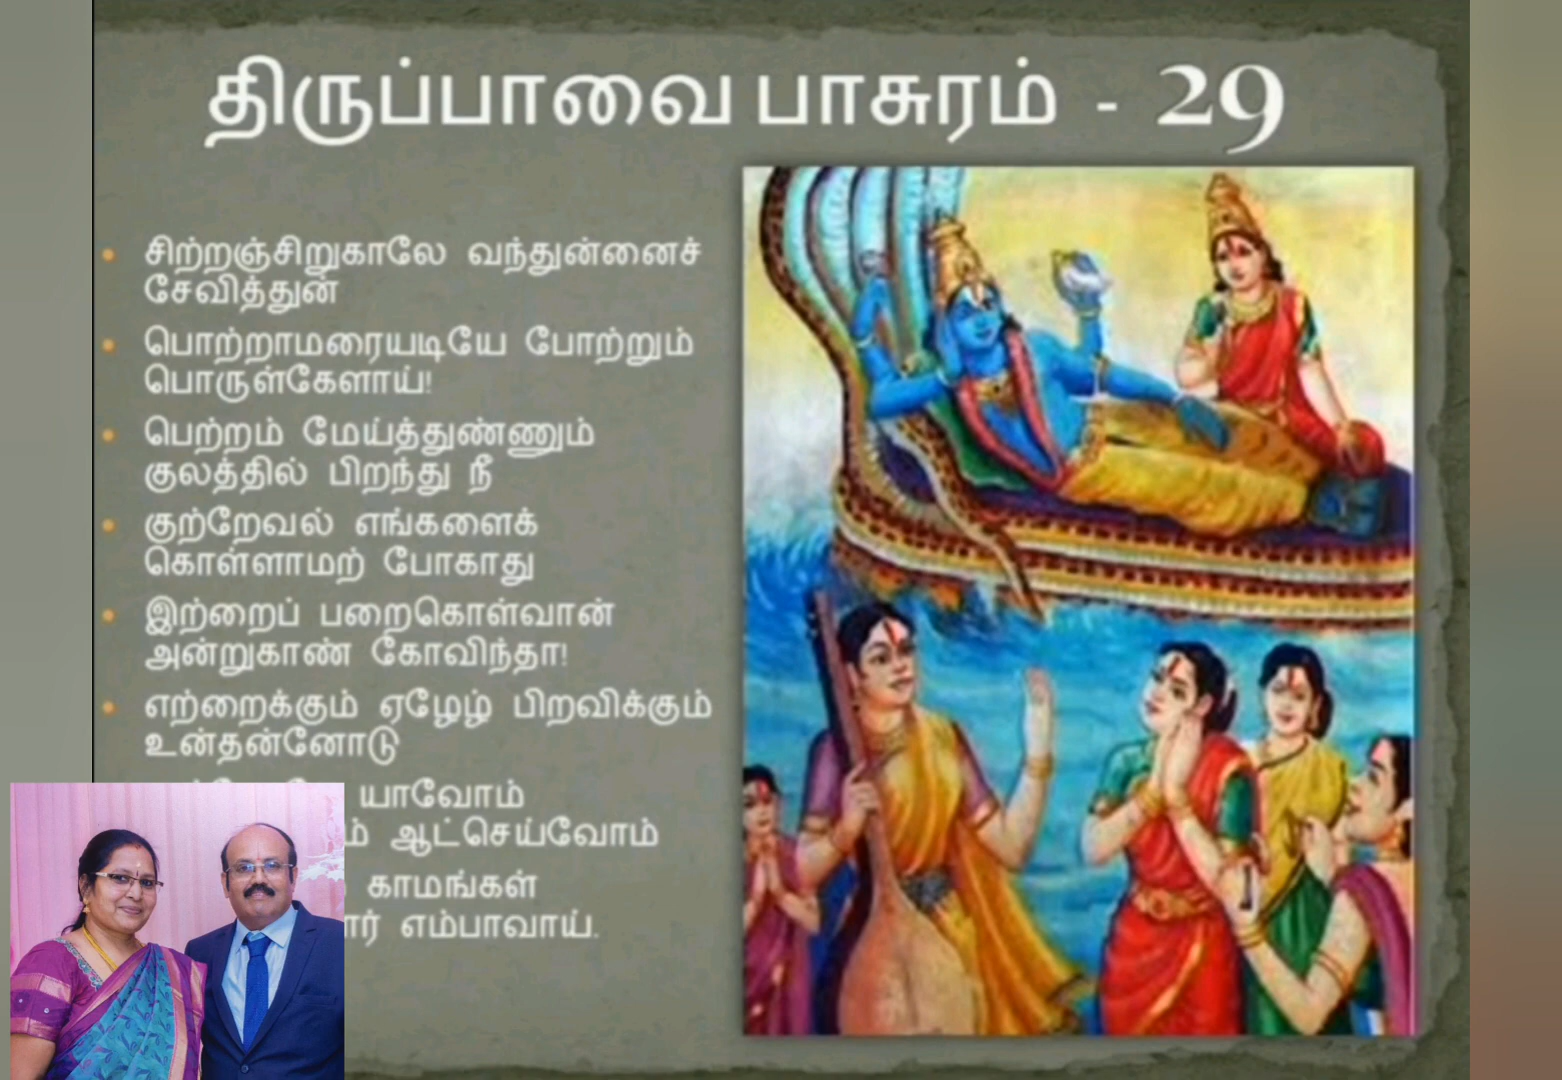 திருப்பாவை பாசுரம் - 29
சிற்றஞ்சிறுகாலே வந்துன்னைச்
சேவித்துன்
பொற்றாமரையடியே போற்றும்
பொருள்கேளாய்!
பெற்றம் மேய்த்துண்ணும்
குலத்தில் பிறந்து நீ
குற்றேவல் எங்களைக்
கொள்ளாமற் போகாது
இற்றைப் பறைகொள்வான்
அன்றுகாண் கோவிந்தா!
எற்றைக்கும் ஏழேழ் பிறவிக்கும்
உன்தன்னோடு
யாவோம்
ஆட்செய்வோம்
காமங்கள்
எம்பாவாய்.